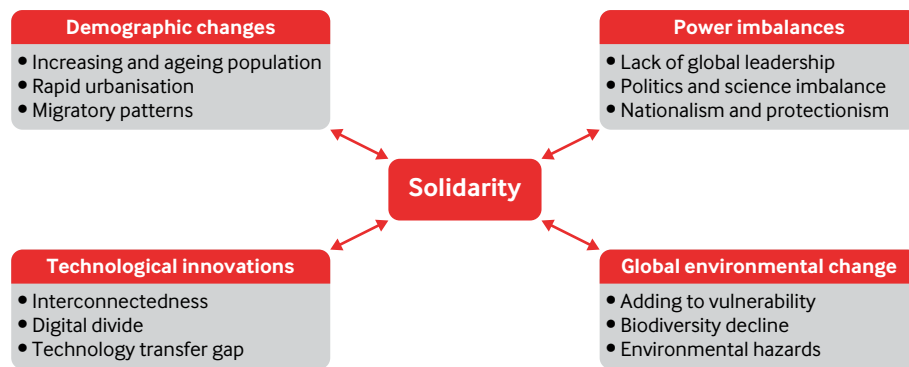 Demographic changes
• Increasing and ageing population
• Rapid urbanisation
• Migratory patterns
Power imbalances
• Lack of global leadership
• Politics and science imbalance
• Nationalism and protectionism
Solidarity
Technological innovations
• Interconnectedness
• Digital divide
• Technology transfer gap
Global environmental change
• Adding to vulnerability
• Biodiversity decline
• Environmental hazards